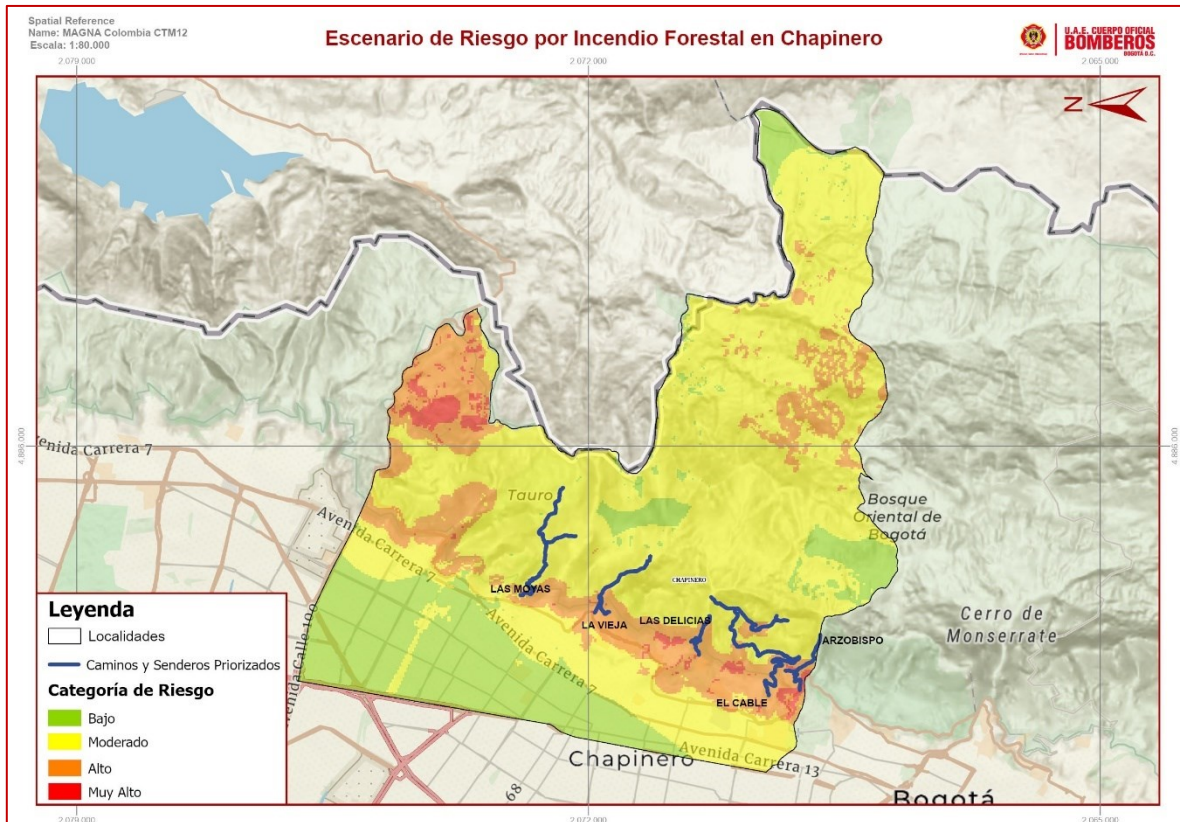 Spatial Reference
Name: MAGNA Colombia CTM12
Escala: 1:80.000
Escenario de Riesgo por Incendio Forestal en Chapinero
U.A.E. CUERPO OFICIAL
BOMBEROS
BOGOTÁ D.C.
2.079.000
2.072.000
2.065.000
N
4.886.000
4.886.000
venida Carrera 7
Tauro
Avenida Carrera 7
Bosque
Oriental de
Bogotá
CHAPINERO
LAS MOYAS
LA VIEJA
LAS DELICIAS
ARZOBISPO
Cerro de
Monserrate
Avenida Carrera 7
Avenida Calle 100
EL CABLE
Avenida Carrera 13
Chapinero
68
Bogotá
Leyenda
Localidades
Caminos y Senderos Priorizados
Categoría de Riesgo
Bajo
Moderado
Alto
Muy Alto
2.079.000
2.072.000
2.065.000